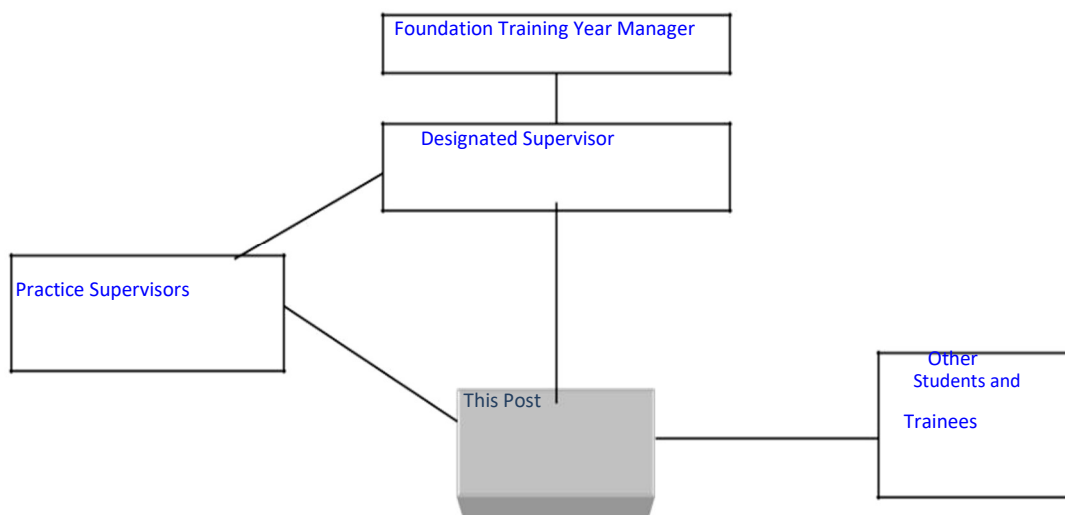 Foundation Training Year Manager
Designated Supervisor
Practice Supervisors
This Post
Other
Students and
Trainees